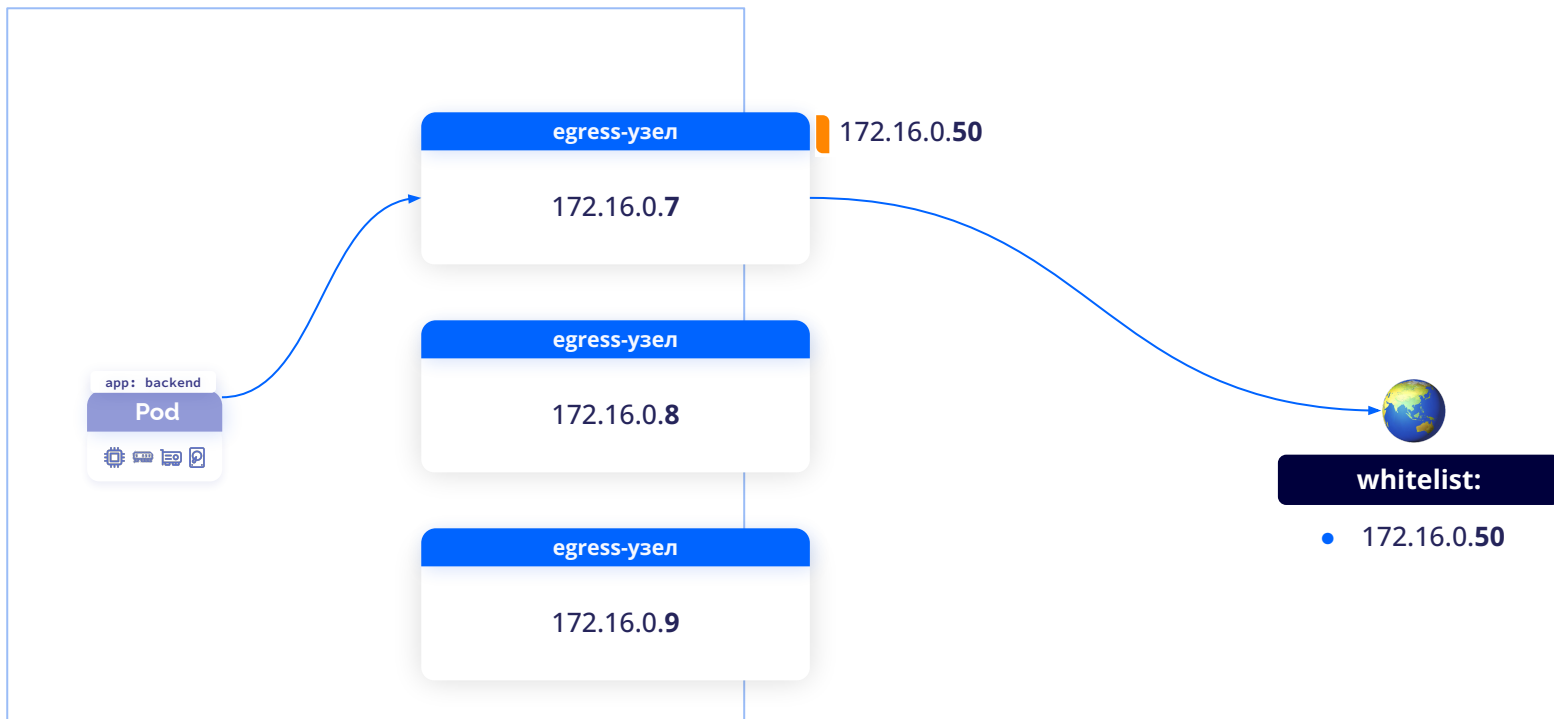 egress-узел
172.16.0.50
172.16.0.7
egress-узел
172.16.0.8
app: backend
Pod
whitelist:
172.16.0.50
egress-узел
172.16.0.9